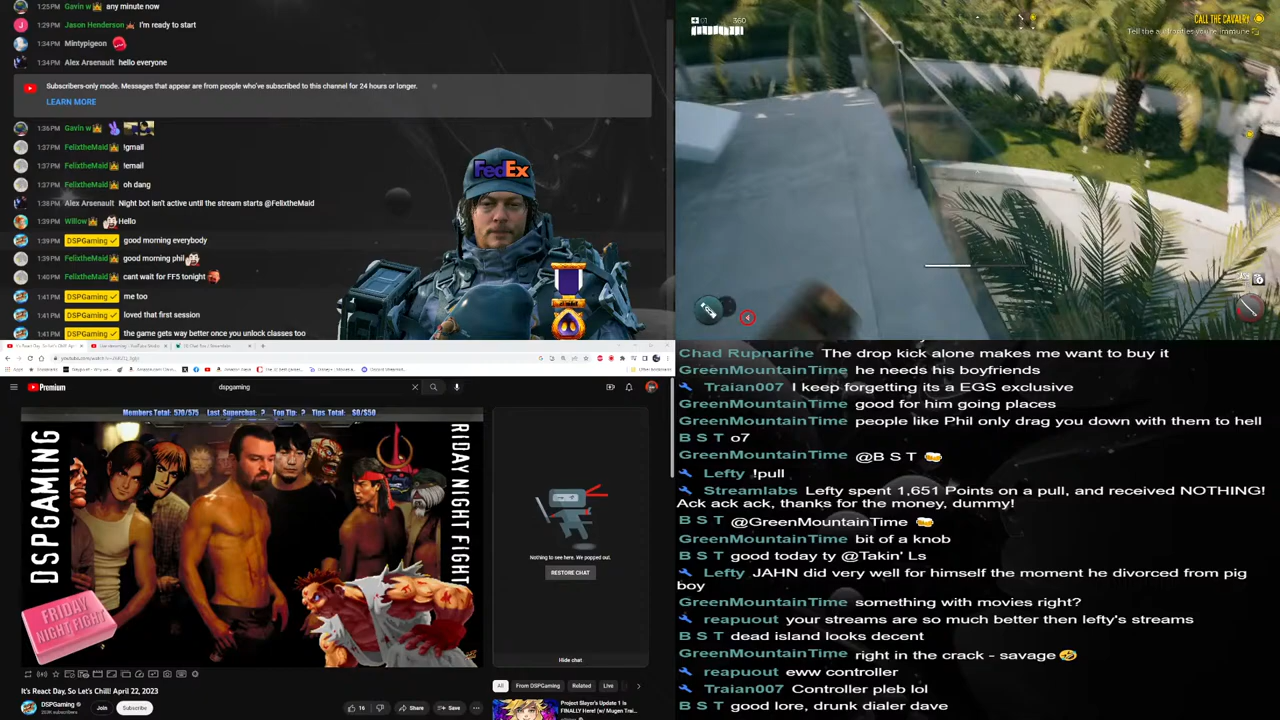 1:25PM Gavin w any minute now
1:29PM Jason Henderson I'm ready to start
1:34PM Mintypigeon
1:34PM Alex Arsenault hello everyone
Subscribers-only mode. Messages that appear are from people who've subscribed to this channel for 24 hours or longer.
LEARN MORE
1:36PM Gavin w
1:37PM FelixtheMaid !gmail
1:37PM FelixtheMaid !email
1:37PM FelixtheMaid oh dang
1:38PM Alex Arsenault Night bot isn't active until the stream starts @FelixtheMaid
1:39PM Willow Hello
1:39PM DSPGaming good morning everybody
1:39PM FelixtheMaid good morning phil
1:40PM FelixtheMaid cant wait for FF5 tonight
1:41PM DSPGaming me too
1:41PM DSPGaming loved that first session
1:41PM DSPGaming the game gets way better once you unlock classes too
FedEx
360
CALL THE CAVALRY
Premium
dspgaming
Members Total: 570/575 Last Superchat: ? Top Tip: ? Tips Total: $0/$50
DSPGAMING
RIDAY NIGHT FIGHT
FRIDAY
NIGHT FIGHT
Nothing to see here. We popped out.
RESTORE CHAT
Hide chat
It's React Day, So Let's Chill! April 22, 2023
DSPGaming
Join
Subscribe
16
Share
Save
All
From DSPGaming
Related
Live
Project Slayer's Update 1 is
FINALLY Here! (w/ Mugen Trai...
Chad Rupnarine The drop kick alone makes me want to buy it
GreenMountainTime he needs his boyfriends
Traian007 I keep forgetting its a EGS exclusive
GreenMountainTime good for him going places
GreenMountainTime people like Phil only drag you down with them to hell
B S T o7
GreenMountainTime @B S T
Lefty !pull
Streamlabs Lefty spent 1,651 Points on a pull, and received NOTHING!
Ack ack ack, thanks for the money, dummy!
B S T @GreenMountainTime
GreenMountainTime bit of a knob
B S T good today ty @Takin' Ls
Lefty JAHN did very well for himself the moment he divorced from pig
boy
GreenMountainTime something with movies right?
reapuout your streams are so much better then lefty's streams
B S T dead island looks decent
GreenMountainTime right in the crack - savage
reapuout eww controller
Traian007 Controller pleb lol
B S T good lore, drunk dialer dave